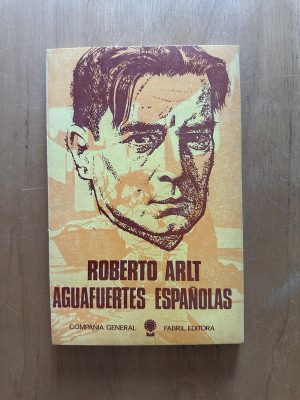 ROBERTO ARLT
AGUAFUERTES ESPAÑOLAS
COMPAÑIA GENERAL FABRIL EDITORA